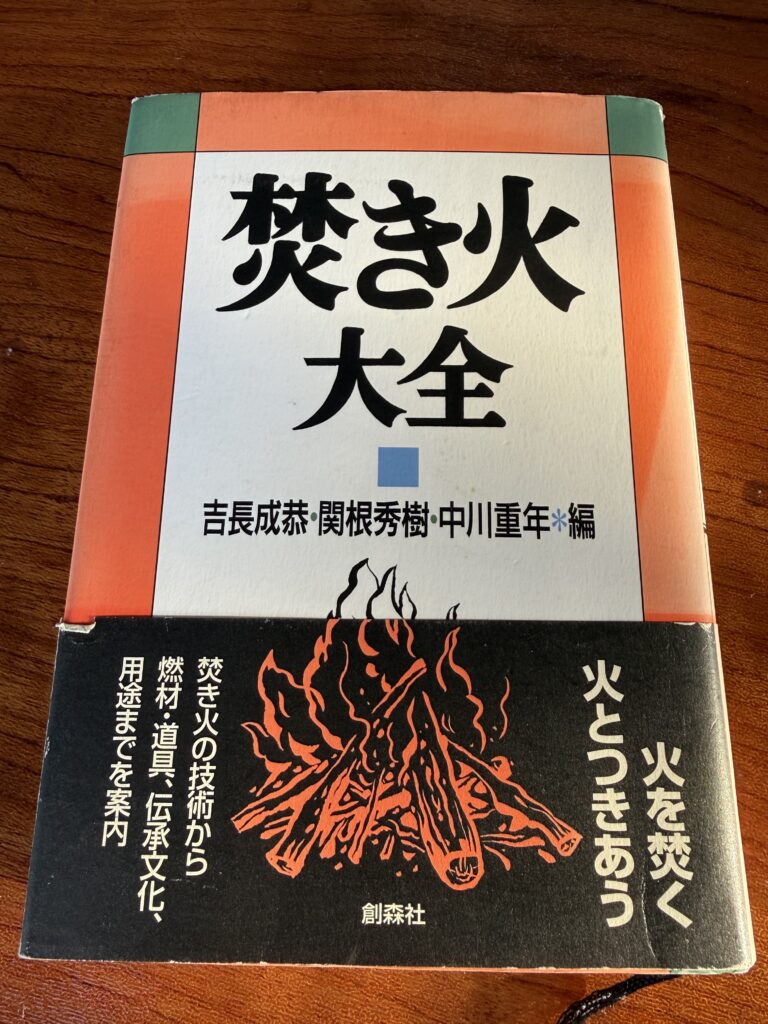 焚き火
大全
吉長成恭・関根秀樹・中川重年*編
火を焚く
火とつきあう
焚き火の技術から
燃材・道具、伝承文化、
用途までを案内
創森社